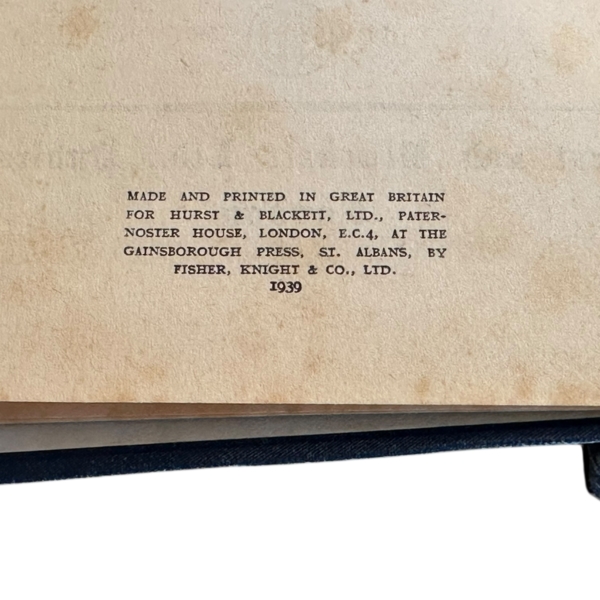 MADE AND PRINTED IN GREAT BRITAIN
FOR HURST & BLACKETT, LTD., PATER-
NOSTER HOUSE, LONDON, E.C.4, AT THE
GAINSBOROUGH PRESS, ST. ALBANS, BY
FISHER, KNIGHT & CO., LTD.
1939